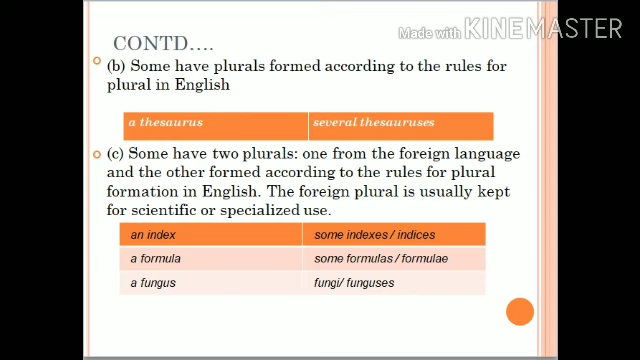 Made with KINEMASTER
CONTD....
(b) Some have plurals formed according to the rules for
plural in English
a thesaurus several thesauruses
(c) Some have two plurals: one from the foreign language
and the other formed according to the rules for plural
formation in English. The foreign plural is usually kept
for scientific or specialized use.
an index some indexes / indices
a formula some formulas / formulae
a fungus fungi/ funguses